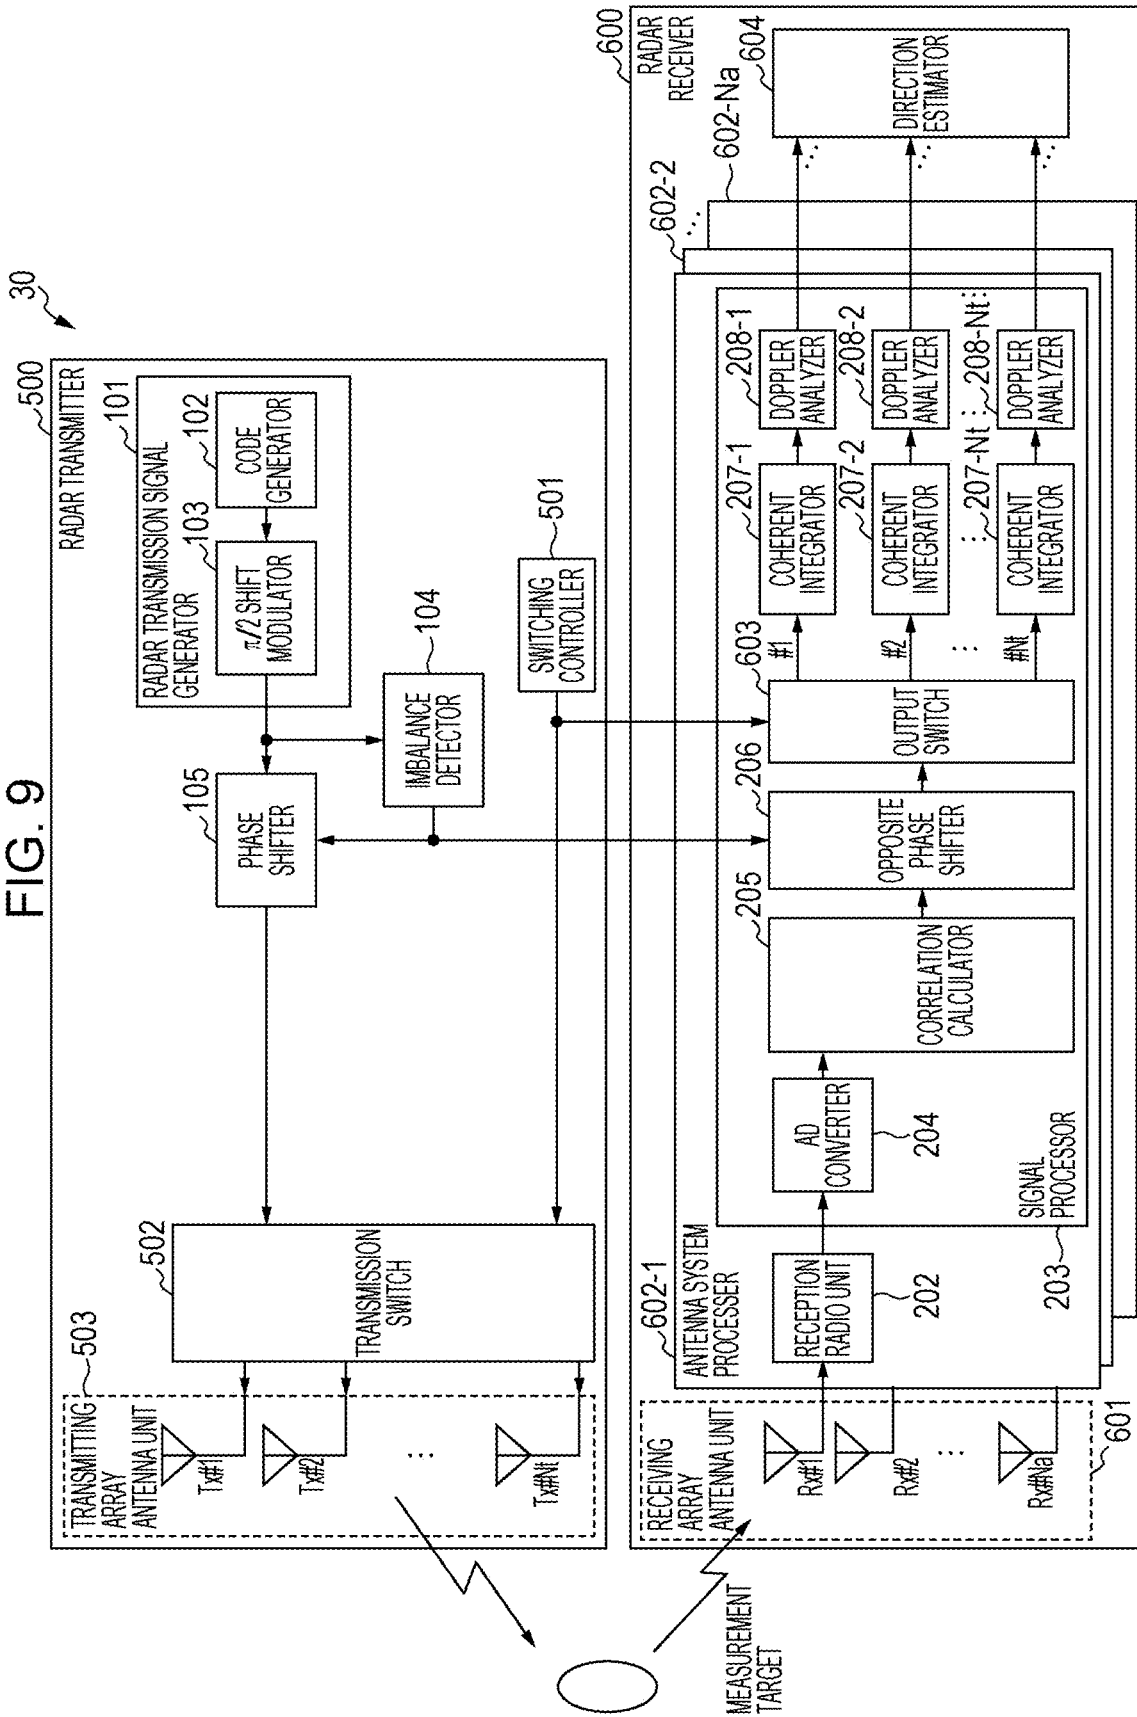 FIG. 9
30
500
RADAR TRANSMITTER
503
TRANSMITTING
ARRAY
ANTENNA UNIT
Tx#1
Tx#2
...
Tx#Nt
502
TRANSMISSION
SWITCH
105
PHASE
SHIFTER
101
RADAR TRANSMISSION SIGNAL
GENERATOR
103
π/2 SHIFT
MODULATOR
102
CODE
GENERATOR
104
IMBALANCE
DETECTOR
501
SWITCHING
CONTROLLER
MEASUREMENT
TARGET
600
RADAR
RECEIVER
601
RECEIVING
ARRAY
ANTENNA UNIT
Rx#1
Rx#2
...
Rx#Na
602-1
602-2
...
602-Na
ANTENNA SYSTEM
PROCESSER
202
RECEPTION
RADIO UNIT
203
SIGNAL
PROCESSOR
204
AD
CONVERTER
205
CORRELATION
CALCULATOR
206
OPPOSITE
PHASE
SHIFTER
603
OUTPUT
SWITCH
#1
#2
...
#Nt
207-1
COHERENT
INTEGRATOR
207-2
COHERENT
INTEGRATOR
...
207-Nt
COHERENT
INTEGRATOR
208-1
DOPPLER
ANALYZER
208-2
DOPPLER
ANALYZER
...
208-Nt
DOPPLER
ANALYZER
...
...
...
604
DIRECTION
ESTIMATOR